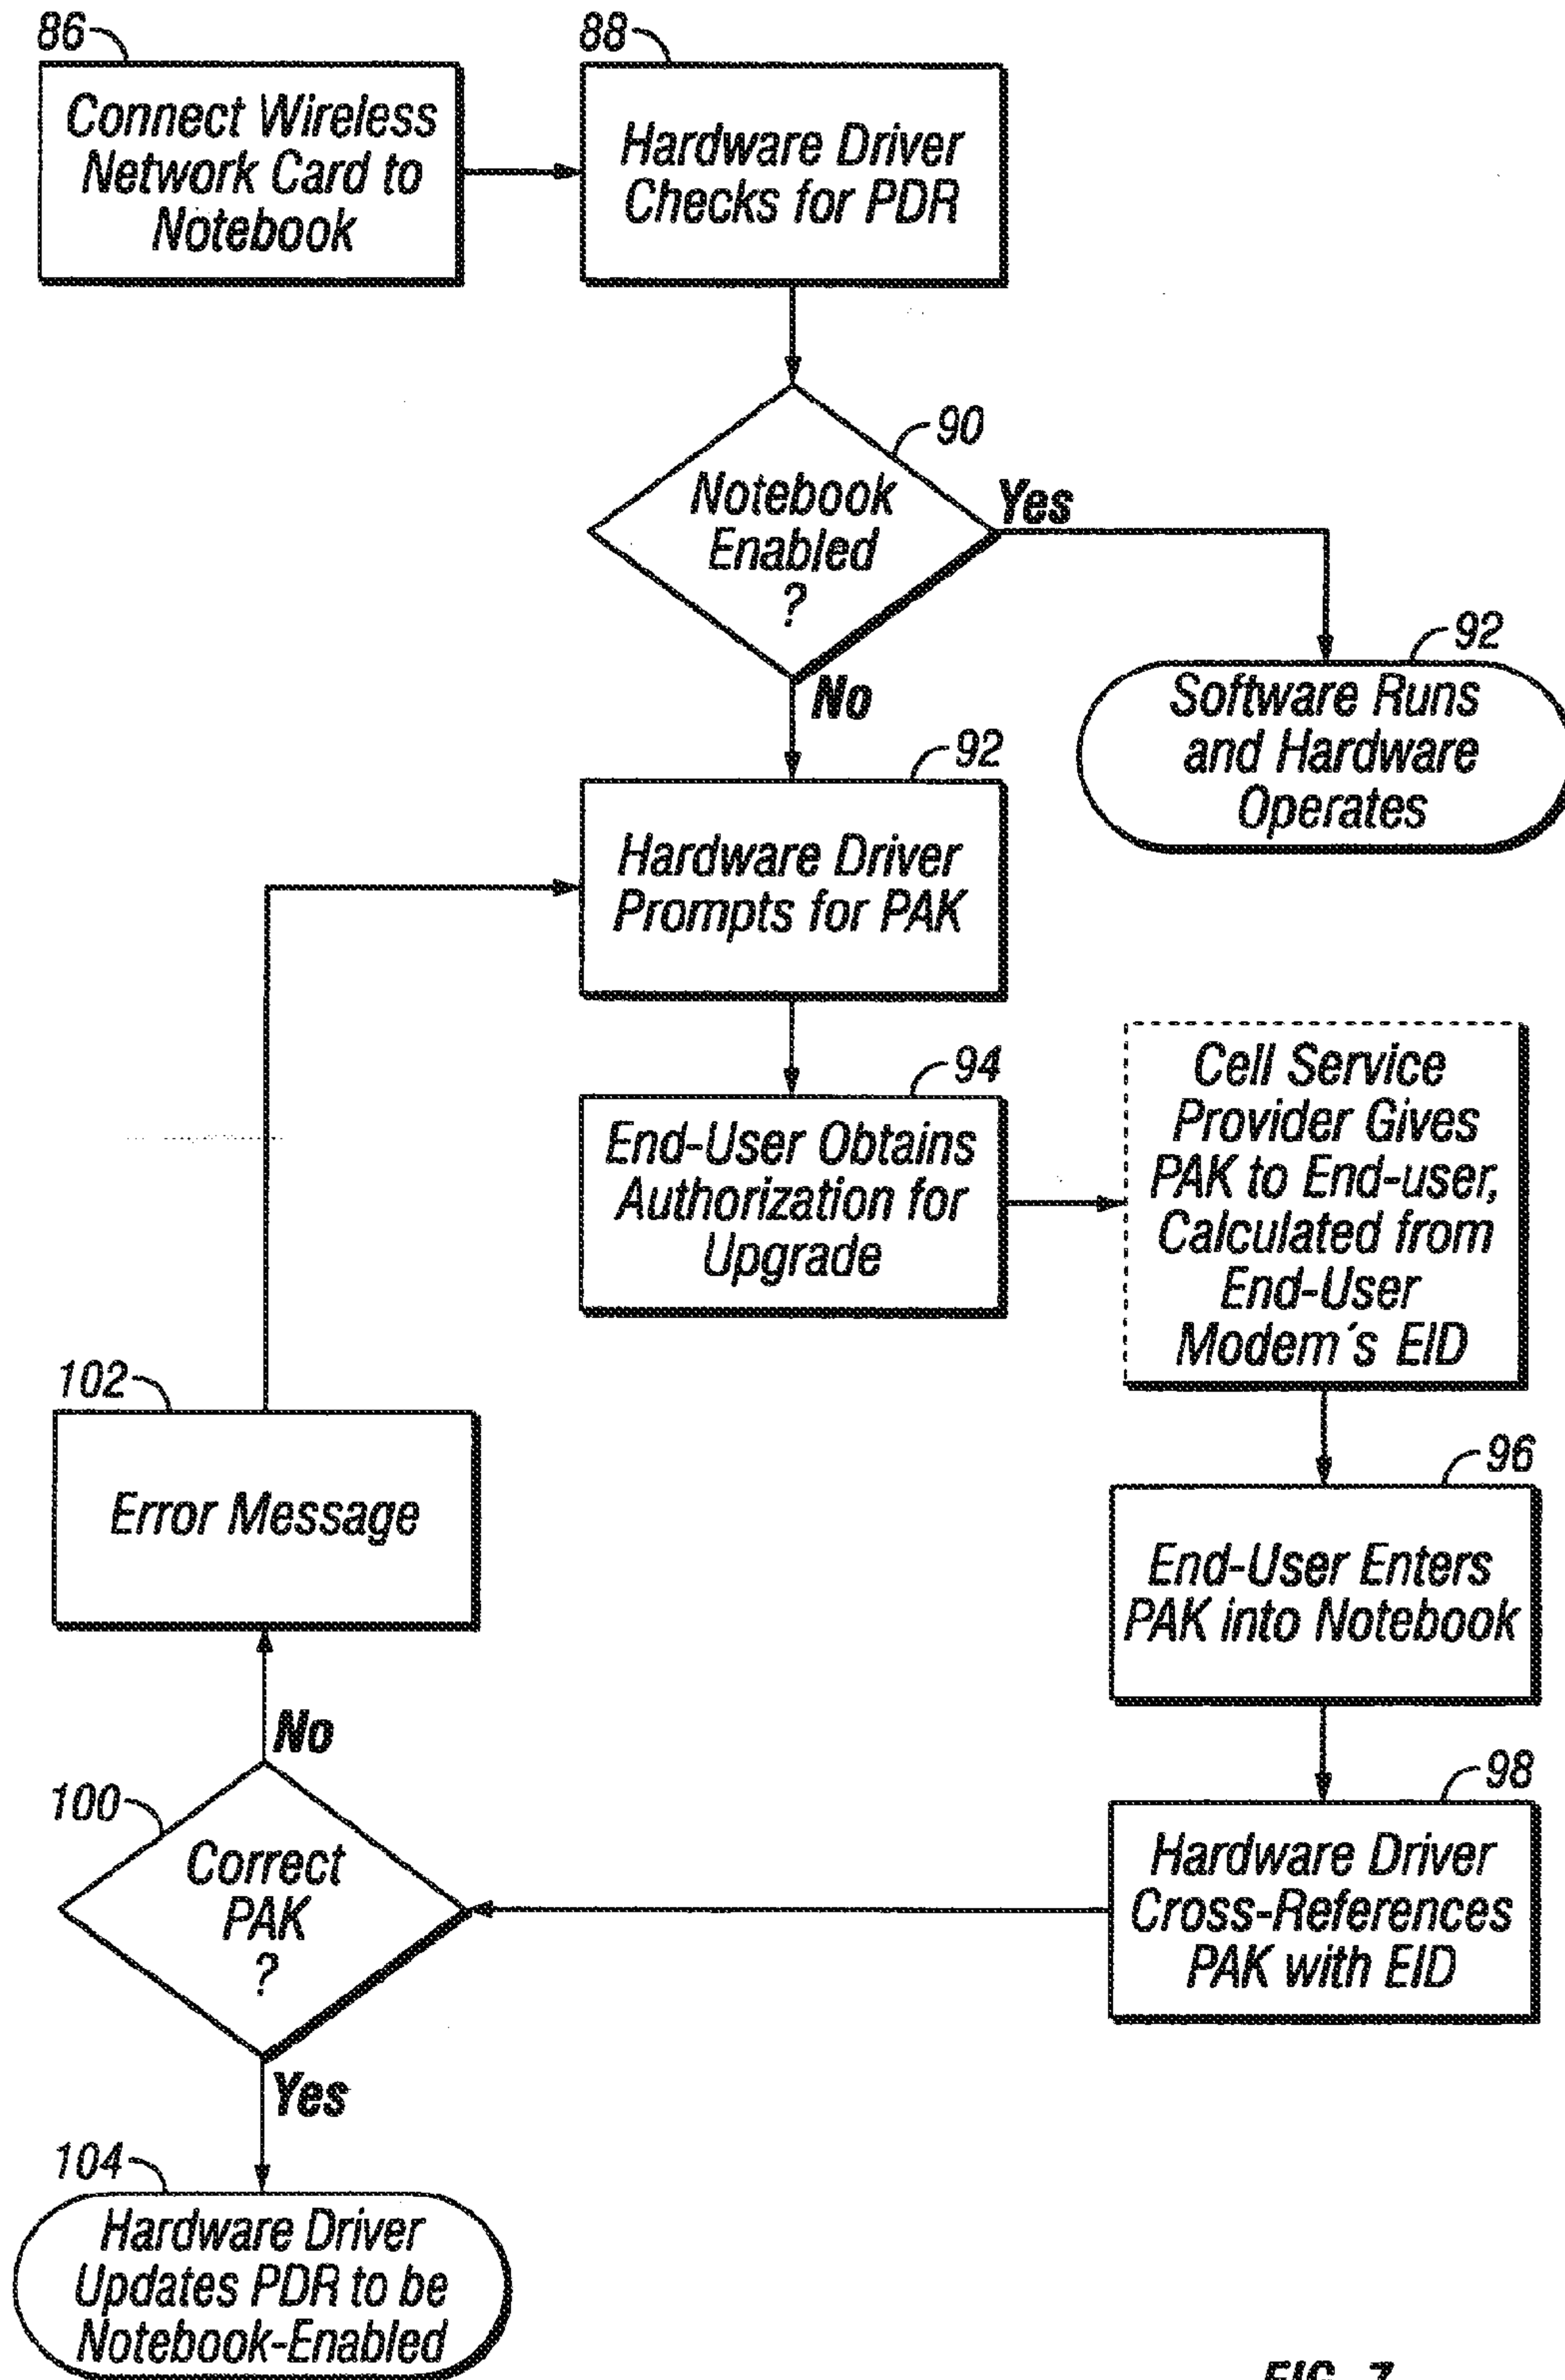 86
Connect Wireless
Network Card to
Notebook
88
Hardware Driver
Checks for PDR
90
Notebook
Enabled
?
Yes
No
92
Software Runs
and Hardware
Operates
92
Hardware Driver
Prompts for PAK
94
End-User Obtains
Authorization for
Upgrade
Cell Service
Provider Gives
PAK to End-user,
Calculated from
End-User
Modem's EID
96
End-User Enters
PAK into Notebook
98
Hardware Driver
Cross-References
PAK with EID
100
Correct
PAK
?
No
102
Error Message
Yes
104
Hardware Driver
Updates PDR to be
Notebook-Enabled
FIG. 7